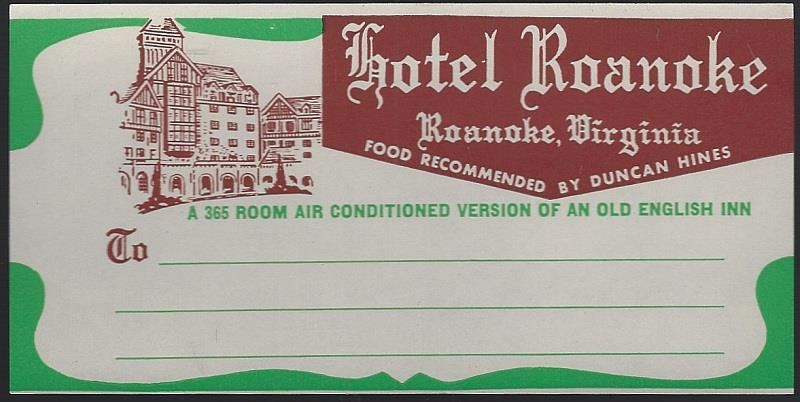 Hotel Roanoke
Roanoke, Virginia
FOOD RECOMMENDED BY DUNCAN HINES
A 365 ROOM AIR CONDITIONED VERSION OF AN OLD ENGLISH INN
To